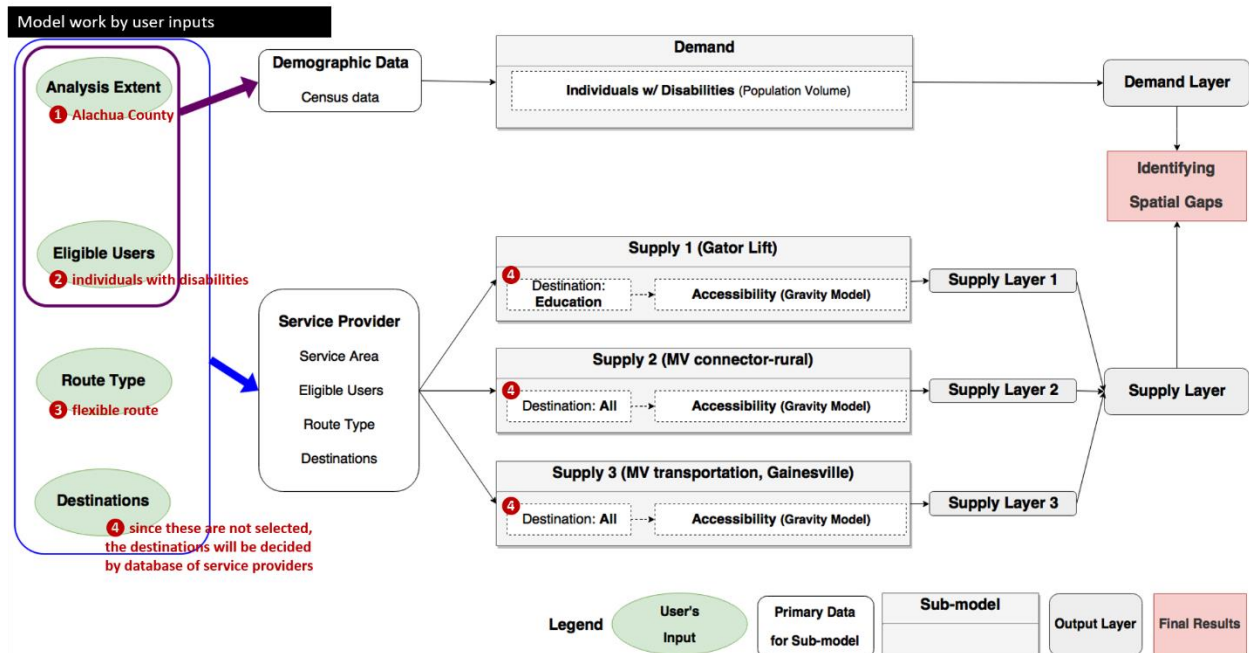 Model work by user inputs
Analysis Extent
1 Alachua County
Eligible Users
2 individuals with disabilities
Route Type
3 flexible route
Destinations
4 since these are not selected,
the destinations will be decided
by database of service providers
Demographic Data
Census data
Service Provider
Service Area
Eligible Users
Route Type
Destinations
Demand
Individuals w/ Disabilities (Population Volume)
Supply 1 (Gator Lift)
4
Destination:
Education
Accessibility (Gravity Model)
Supply 2 (MV connector-rural)
4
Destination: All
Accessibility (Gravity Model)
Supply 3 (MV transportation, Gainesville)
4
Destination: All
Accessibility (Gravity Model)
Supply Layer 1
Supply Layer 2
Supply Layer 3
Demand Layer
Identifying
Spatial Gaps
Supply Layer
Legend
User's
Input
Primary Data
for Sub-model
Sub-model
Output Layer
Final Results